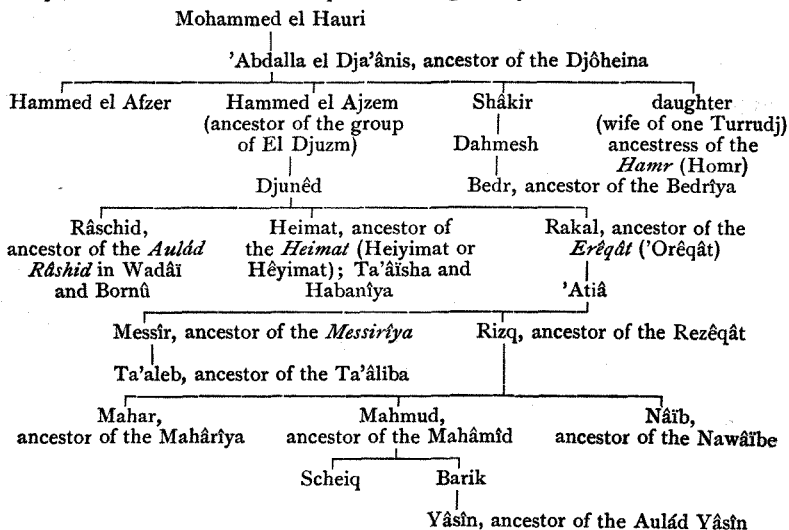 Mohammed el Hauri
’Abdalla el Dja’ânis, ancestor of the Djôheina
Hammed el Afzer
Hammed el Ajzem
(ancestor of the group
of El Djuzm)
Shâkir
daughter
(wife of one Turrudj)
ancestress of the
Hamr (Homr)
Dahmesh
Djunêd
Bedr, ancestor of the Bedrîya
Râschid,
ancestor of the Aulád
Râshid in Wadâï
and Bornû
Heimat, ancestor of
the Heimat (Heiyimat or
Hêyimat); Ta’âïsha and
Habanîya
Rakal, ancestor of the
Erêqât (’Orêqât)
’Atiâ
Messîr, ancestor of the Messirîya
Rizq, ancestor of the Rezêqât
Ta’aleb, ancestor of the Ta’âliba
Mahar,
ancestor of the Mahârîya
Mahmud,
ancestor of the Mahâmîd
Nâïb,
ancestor of the Nawâïbe
Scheiq
Barik
Yâsîn, ancestor of the Aulád Yâsîn